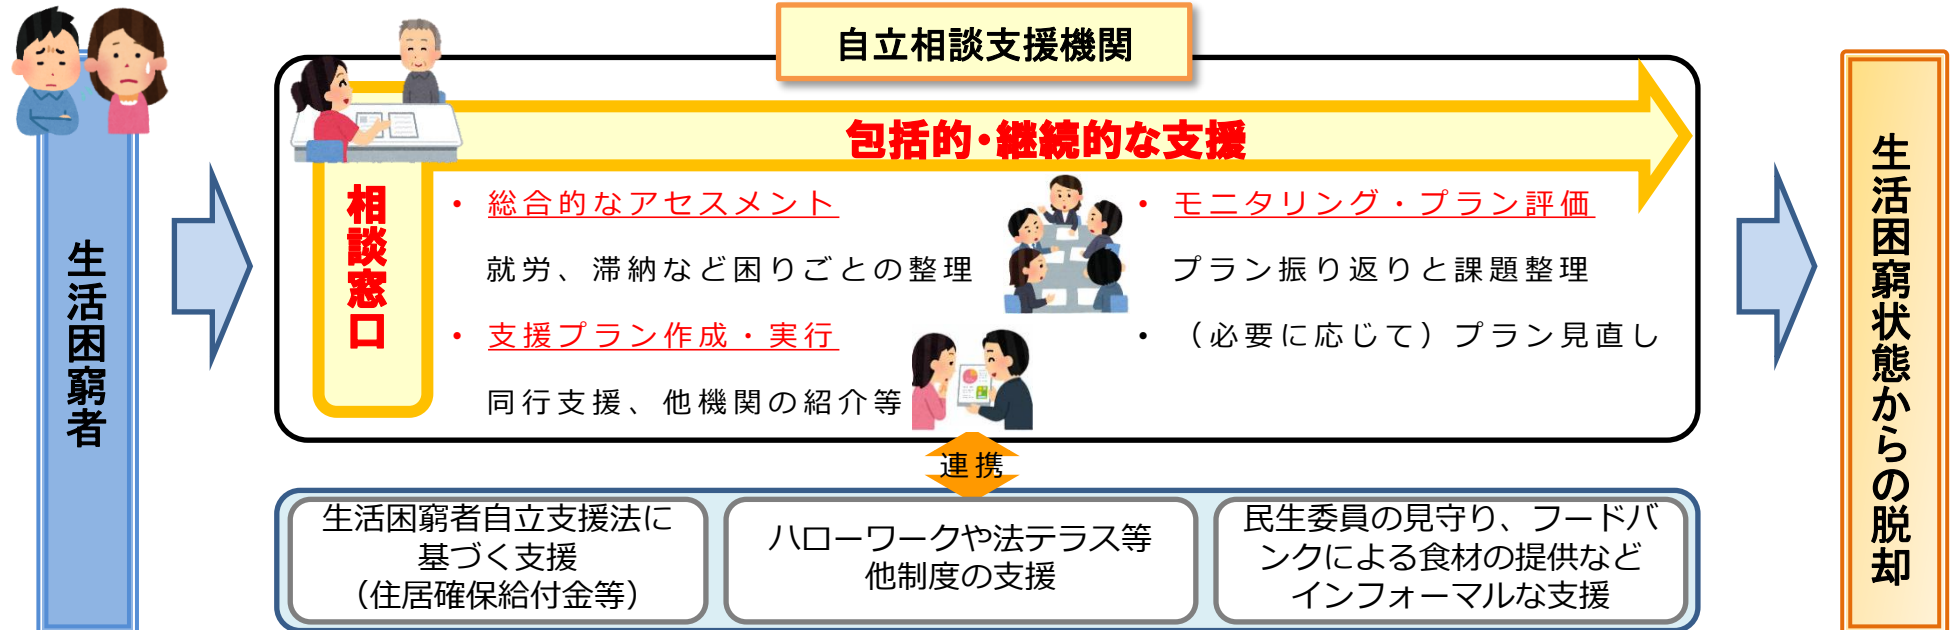 自立相談支援機関
生活困窮者
包括的・継続的な支援
相談窓口
・総合的なアセスメント
就労、滞納など困りごとの整理
・支援プラン作成・実行
同行支援、他機関の紹介等
・モニタリング・プラン評価
プラン振り返りと課題整理
・（必要に応じて）プラン見直し
連携
生活困窮者自立支援法に
基づく支援
（住居確保給付金等）
ハローワークや法テラス等
他制度の支援
民生委員の見守り、フードバ
ンクによる食材の提供など
インフォーマルな支援
生活困窮状態からの脱却